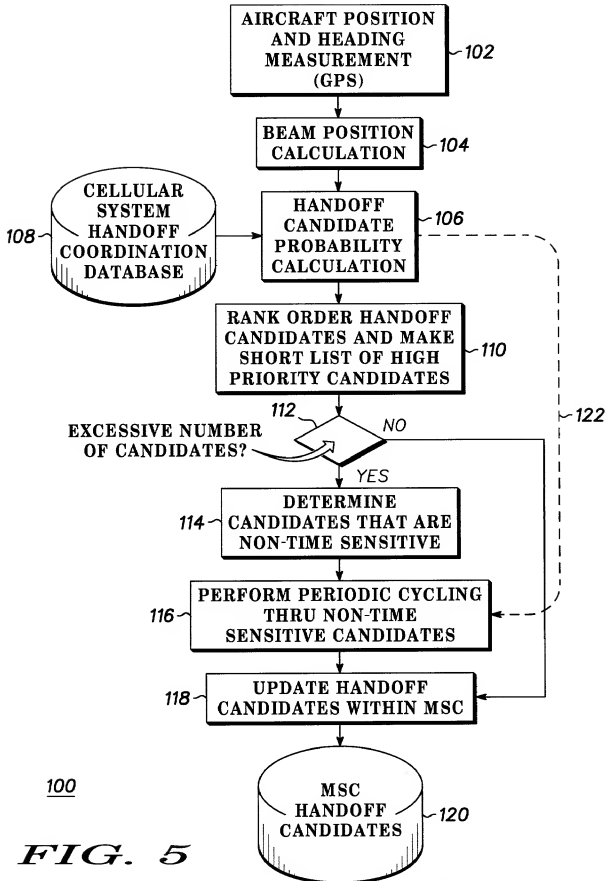 AIRCRAFT POSITION
AND HEADING
MEASUREMENT
(GPS)
102
BEAM POSITION
CALCULATION
104
CELLULAR
SYSTEM
HANDOFF
COORDINATION
DATABASE
108
HANDOFF
CANDIDATE
PROBABILITY
CALCULATION
106
RANK ORDER HANDOFF
CANDIDATES AND MAKE
SHORT LIST OF HIGH
PRIORITY CANDIDATES
110
112
EXCESSIVE NUMBER
OF CANDIDATES?
NO
122
YES
114
DETERMINE
CANDIDATES THAT ARE
NON-TIME SENSITIVE
116
PERFORM PERIODIC CYCLING
THRU NON-TIME
SENSITIVE CANDIDATES
118
UPDATE HANDOFF
CANDIDATES WITHIN MSC
MSC
HANDOFF
CANDIDATES
120
100
FIG. 5